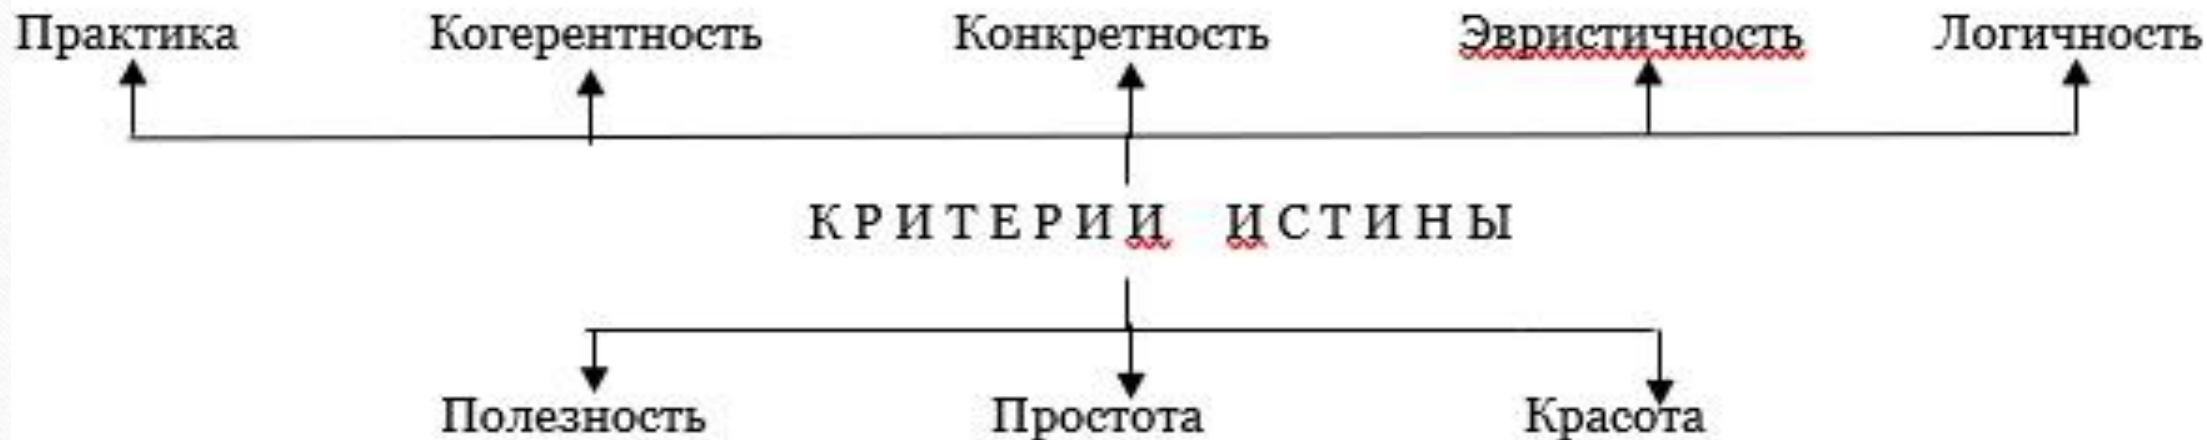 Практика Когерентность Конкретность Эвристичность Логичность
КРИТЕРИИ ИСТИНЫ
Полезность Простота Красота